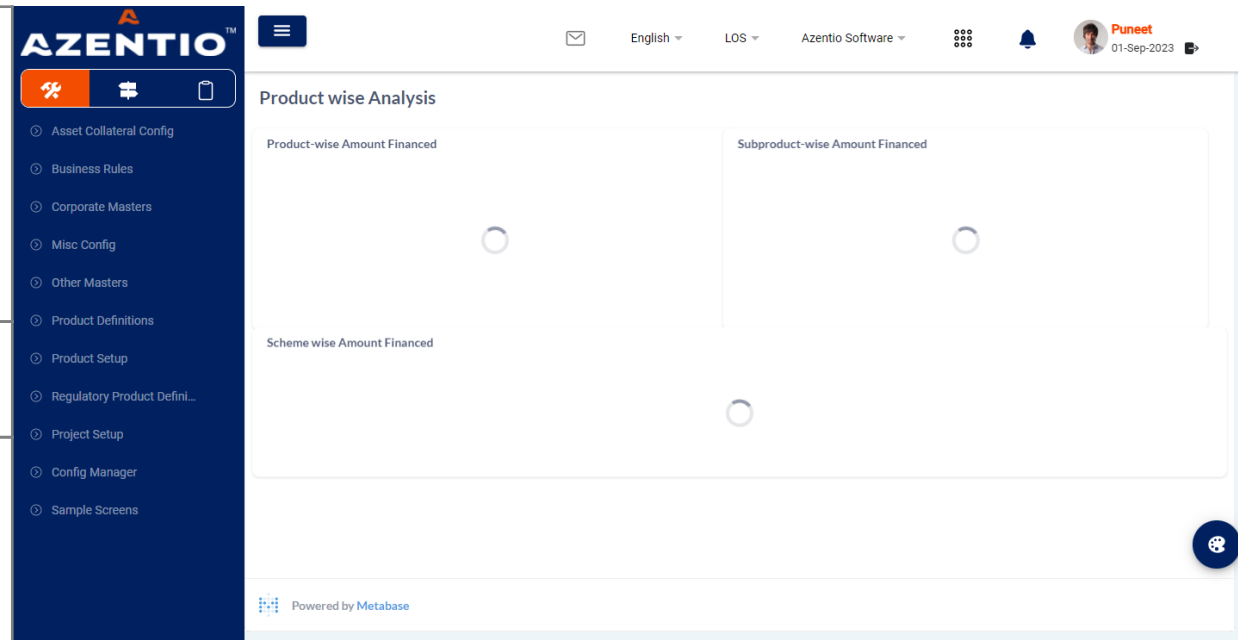 AZENTIO™
English
LOS
Azentio Software
Puneet
01-Sep-2023
Asset Collateral Config
Business Rules
Corporate Masters
Misc Config
Other Masters
Product Definitions
Product Setup
Regulatory Product Defini...
Project Setup
Config Manager
Sample Screens
Product wise Analysis
Product-wise Amount Financed
Subproduct-wise Amount Financed
Scheme wise Amount Financed
Powered by Metabase